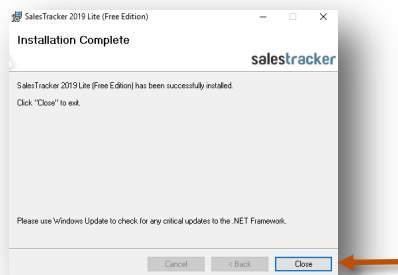 SalesTracker 2019 Lite (Free Edition)
Installation Complete
salestracker
SalesTracker 2019 Lite (Free Edition) has been successfully installed.
Click "Close" to exit.
Please use Windows Update to check for any critical updates to the .NET Framework.
Cancel < Back Close